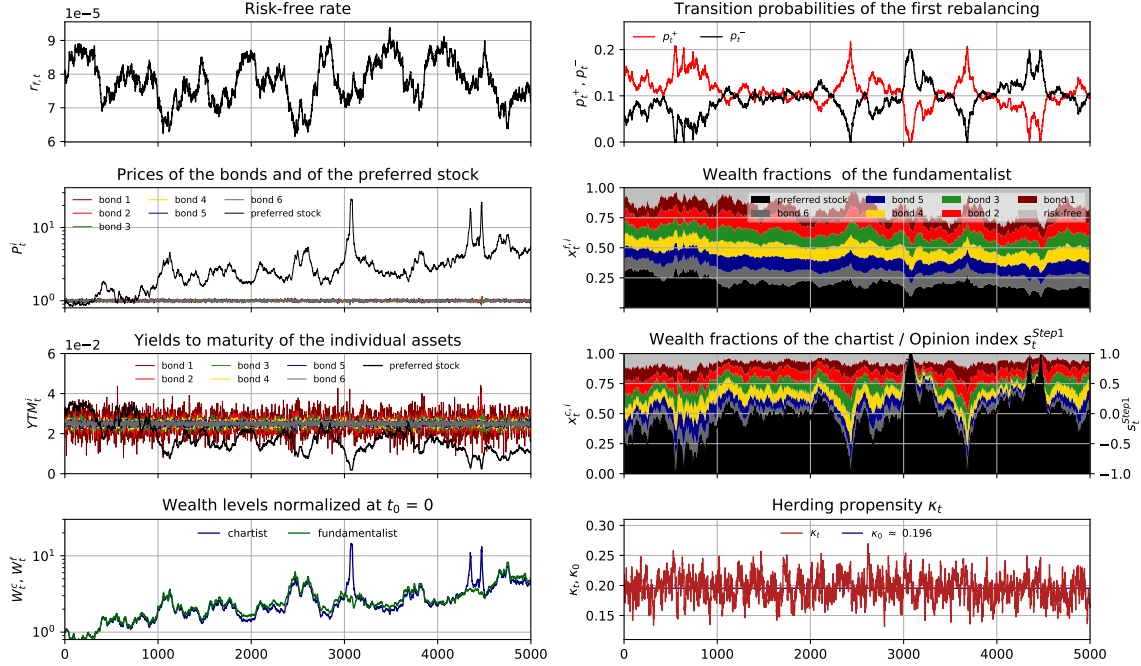 Risk-free rate
9e−5
8
7
6
r_{f,t}
Transition probabilities of the first rebalancing
p_t^+ p_t^-
0.2
0.1
0.0
p_t^+, p_t^-
Prices of the bonds and of the preferred stock
bond 1 bond 4 bond 6
bond 2 bond 5 preferred stock
bond 3
10^1
10^0
P_t^i
Wealth fractions of the fundamentalist
preferred stock bond 5 bond 3 bond 1
bond 6 bond 4 bond 2 risk-free
1.00
0.75
0.50
0.25
x_t^{f,i}
Yields to maturity of the individual assets
1e−2
bond 1 bond 3 bond 5 preferred stock
bond 2 bond 4 bond 6
6
4
2
0
YTM_t^i
Wealth fractions of the chartist / Opinion index s_t^{Step1}
1.00
0.75
0.50
0.25
0.00
x_t^{c,i}
1.0
0.5
0.0
−0.5
−1.0
s_t^{Step1}
Wealth levels normalized at t_0 = 0
chartist fundamentalist
10^1
10^0
W_t^c, W_t^f
0 1000 2000 3000 4000 5000
Herding propensity κ_t
κ_t κ_0 ≈ 0.196
0.30
0.25
0.20
0.15
κ_t, κ_0
0 1000 2000 3000 4000 5000